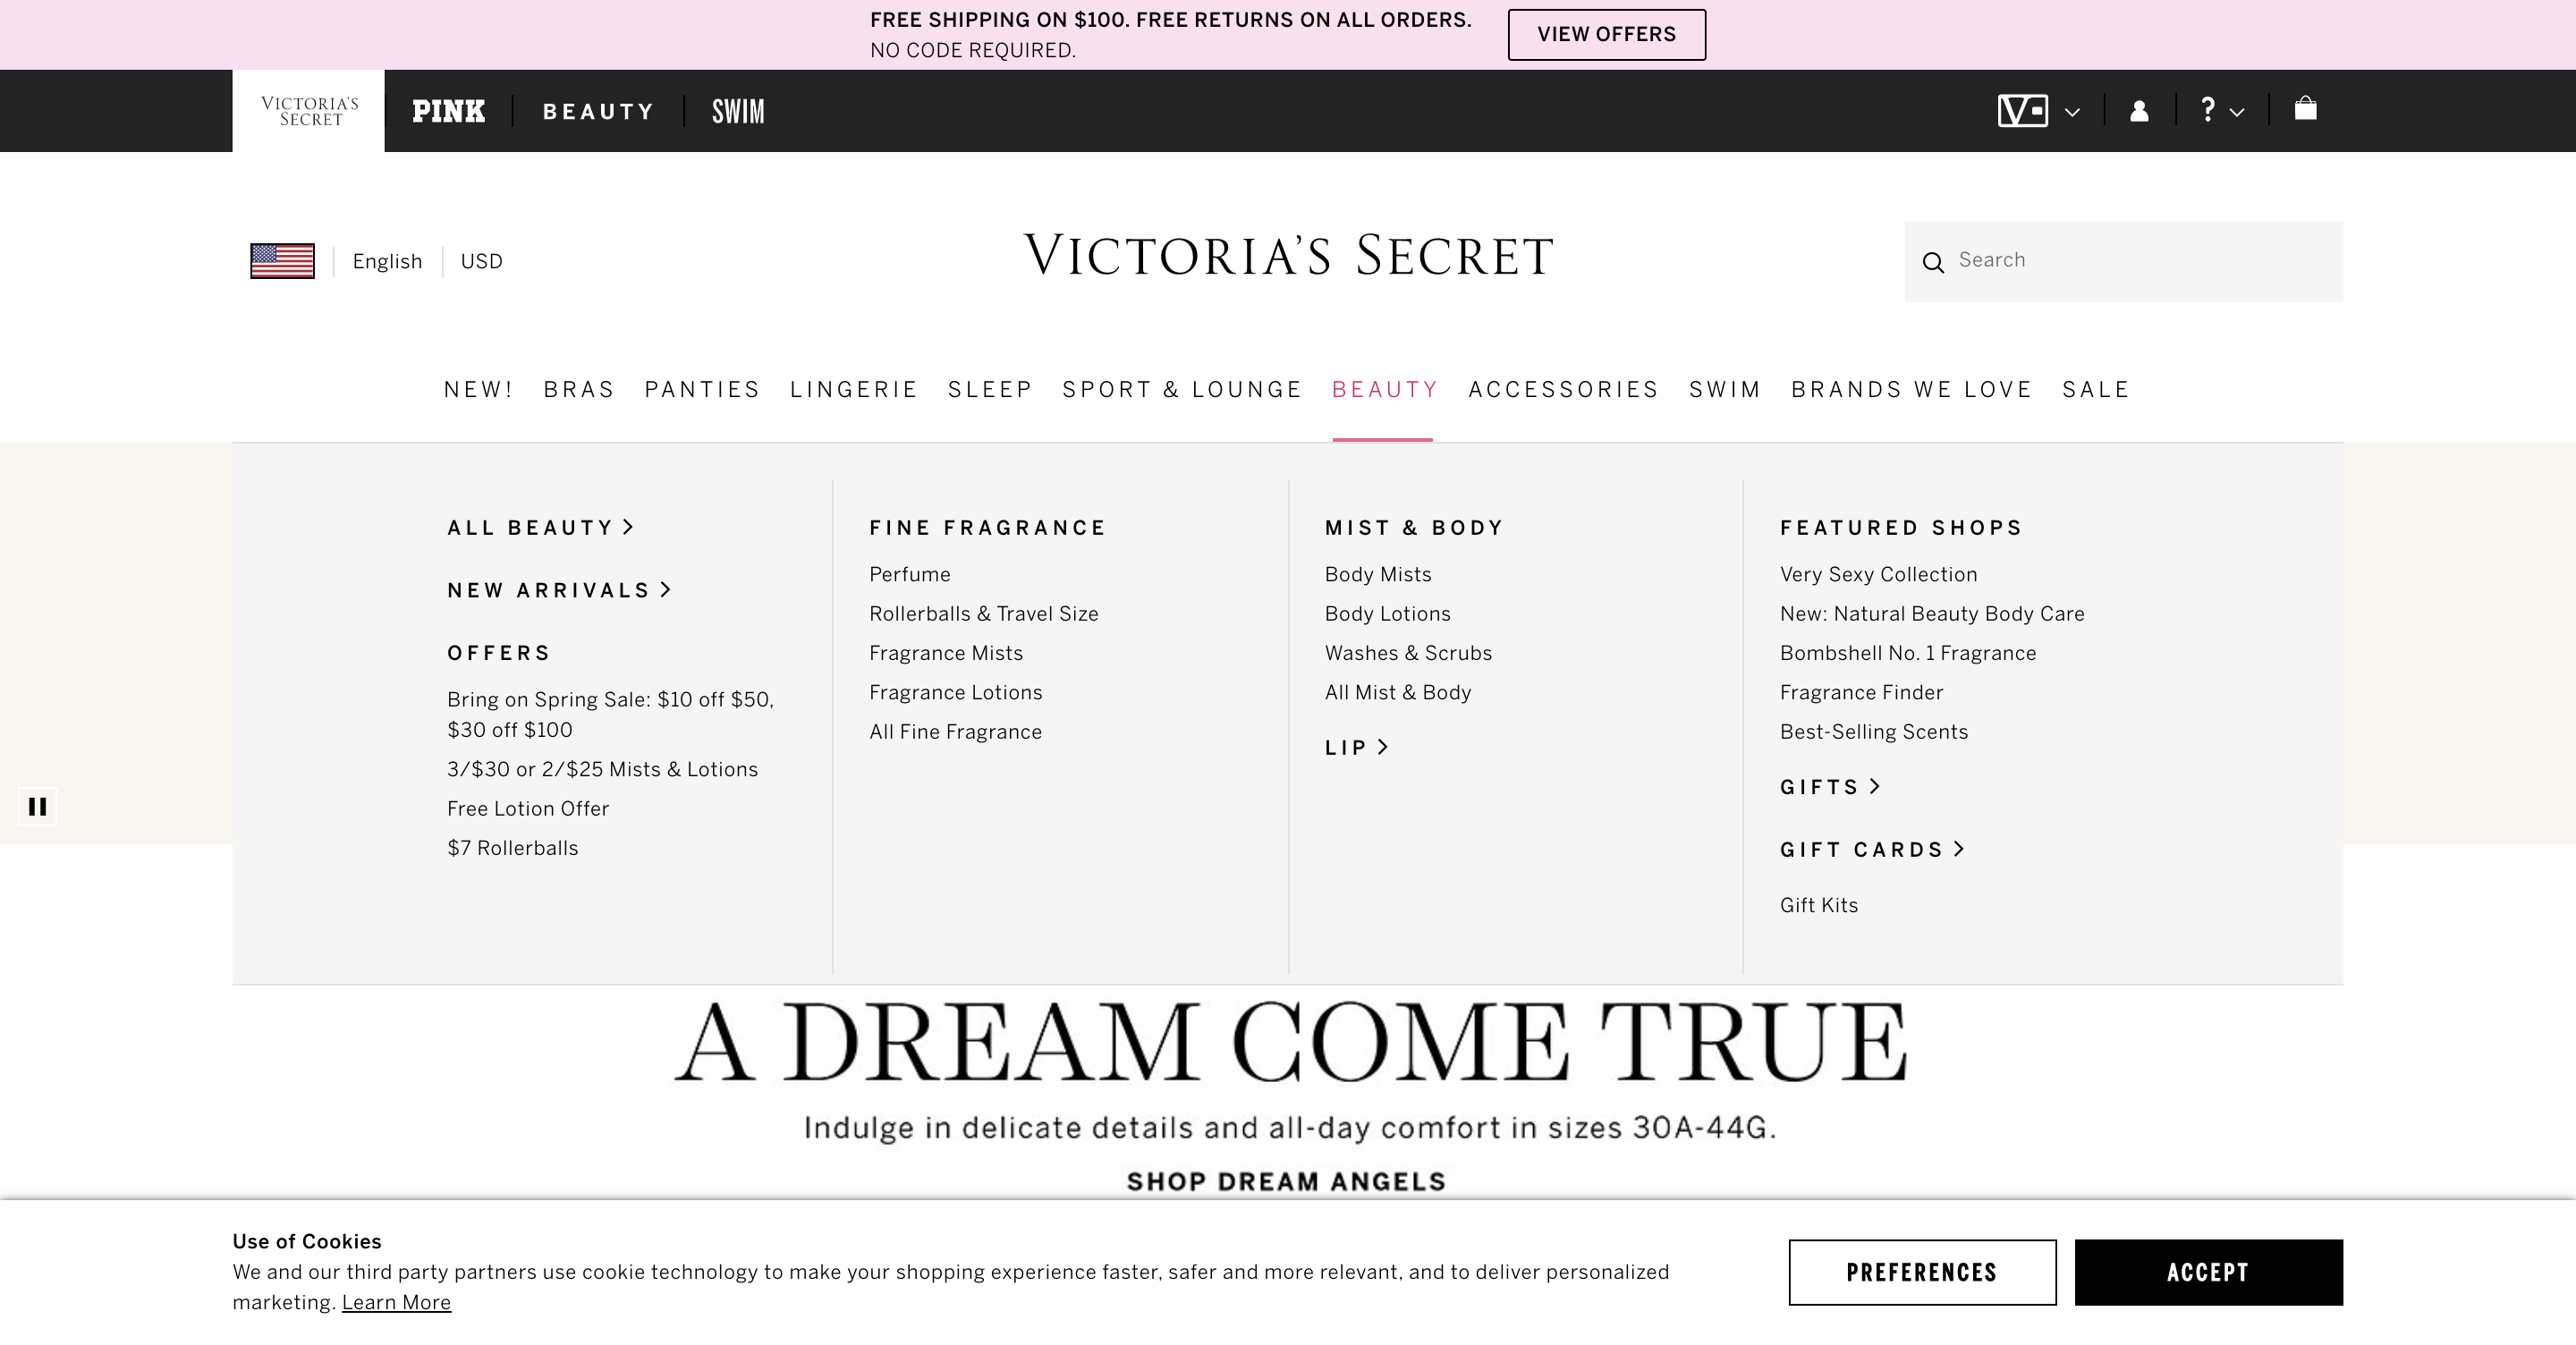 FREE SHIPPING ON $100. FREE RETURNS ON ALL ORDERS.
NO CODE REQUIRED.
VIEW OFFERS
VICTORIA'S
SECRET
PINK
BEAUTY
SWIM
V
?
English
USD
VICTORIA'S SECRET
Search
NEW!
BRAS
PANTIES
LINGERIE
SLEEP
SPORT & LOUNGE
BEAUTY
ACCESSORIES
SWIM
BRANDS WE LOVE
SALE
ALL BEAUTY >
NEW ARRIVALS >
OFFERS
Bring on Spring Sale: $10 off $50,
$30 off $100
3/$30 or 2/$25 Mists & Lotions
Free Lotion Offer
$7 Rollerballs
FINE FRAGRANCE
Perfume
Rollerballs & Travel Size
Fragrance Mists
Fragrance Lotions
All Fine Fragrance
MIST & BODY
Body Mists
Body Lotions
Washes & Scrubs
All Mist & Body
LIP >
FEATURED SHOPS
Very Sexy Collection
New: Natural Beauty Body Care
Bombshell No. 1 Fragrance
Fragrance Finder
Best-Selling Scents
GIFTS >
GIFT CARDS >
Gift Kits
A DREAM COME TRUE
Indulge in delicate details and all-day comfort in sizes 30A-44G.
SHOP DREAM ANGELS
Use of Cookies
We and our third party partners use cookie technology to make your shopping experience faster, safer and more relevant, and to deliver personalized
marketing. Learn More
PREFERENCES
ACCEPT